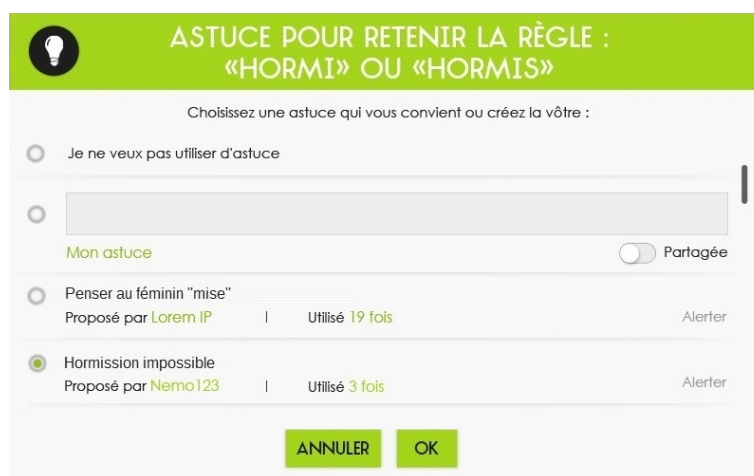 ASTUCE POUR RETENIR LA RÈGLE :
«HORMI» OU «HORMIS»
Choisissez une astuce qui vous convient ou créez la vôtre :
Je ne veux pas utiliser d'astuce
Mon astuce Partagée
Penser au féminin "mise"
Proposé par Lorem IP | Utilisé 19 fois Alerter
Hormission impossible
Proposé par Nemo123 | Utilisé 3 fois Alerter
ANNULER OK